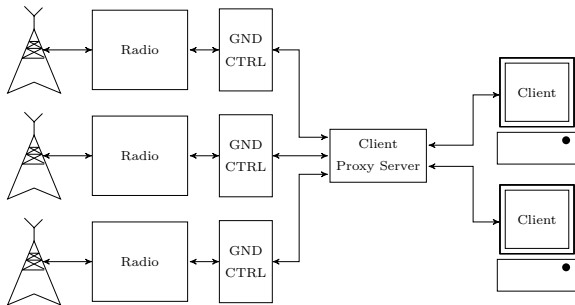 Radio
GND
CTRL
Radio
GND
CTRL
Radio
GND
CTRL
Client
Proxy Server
Client
Client